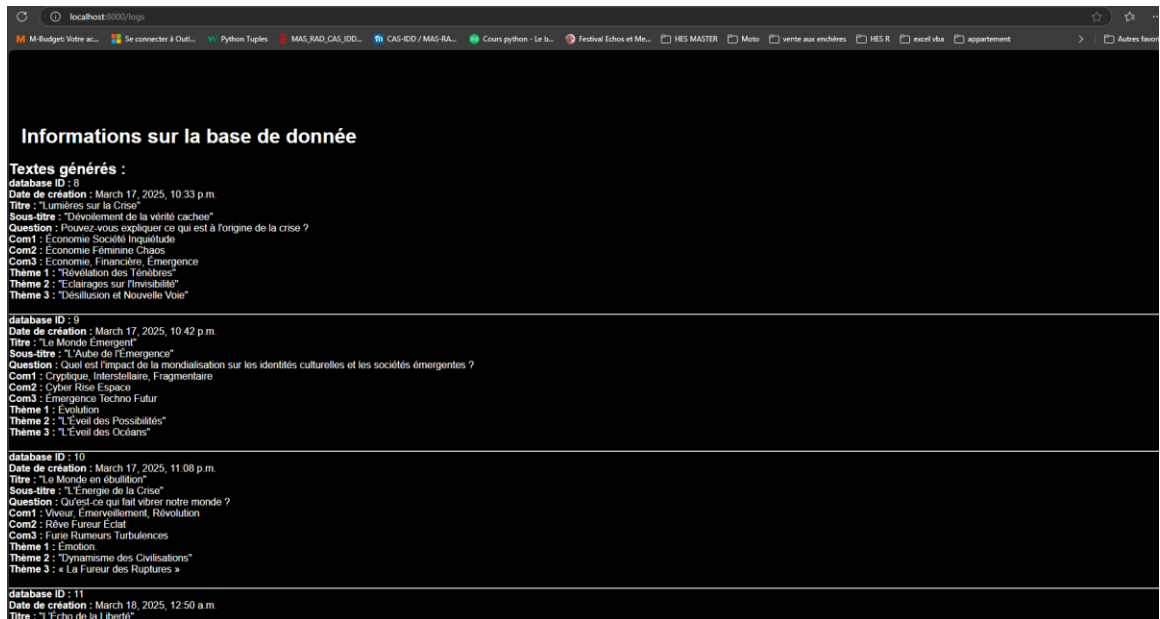 localhost:8000/logs
M-Budget: Votre ac... Se connecter à Outl... Python Tuples MAS_RAD_CAS_IDD... CAS-IDD / MAS-RA... Cours python - Le b... Festival Echos et Me... HES MASTER Moto vente aux enchères HES R excel vba appartement Autres favori
Informations sur la base de donnée
Textes générés :
database ID : 8
Date de création : March 17, 2025, 10:33 p.m.
Titre : "Lumières sur la Crise"
Sous-titre : "Dévoilement de la vérité cachee"
Question : Pouvez-vous expliquer ce qui est à l'origine de la crise ?
Com1 : Économie Société Inquiétude
Com2 : Économie Féminine Chaos
Com3 : Economie, Financière, Émergence
Thème 1 : "Révélation des Ténèbres"
Thème 2 : "Eclairages sur l'Invisibilité"
Thème 3 : "Désillusion et Nouvelle Voie"
database ID : 9
Date de création : March 17, 2025, 10:42 p.m.
Titre : "Le Monde Émergent"
Sous-titre : "L'Aube de l'Émergence"
Question : Quel est l'impact de la mondialisation sur les identités culturelles et les sociétés émergentes ?
Com1 : Cryptique, Interstellaire, Fragmentaire
Com2 : Cyber Rise Espace
Com3 : Émergence Techno Futur
Thème 1 : Évolution
Thème 2 : "L'Éveil des Possibilités"
Thème 3 : "L'Éveil des Océans"
database ID : 10
Date de création : March 17, 2025, 11:08 p.m.
Titre : "Le Monde en ébullition"
Sous-titre : "L'Énergie de la Crise"
Question : Qu'est-ce qui fait vibrer notre monde ?
Com1 : Viveur, Émerveillement, Révolution
Com2 : Rêve Fureur Éclat
Com3 : Furie Rumeurs Turbulences
Thème 1 : Émotion.
Thème 2 : "Dynamisme des Civilisations"
Thème 3 : « La Fureur des Ruptures »
database ID : 11
Date de création : March 18, 2025, 12:50 a.m.
Titre : "L'Écho de la Liberté"